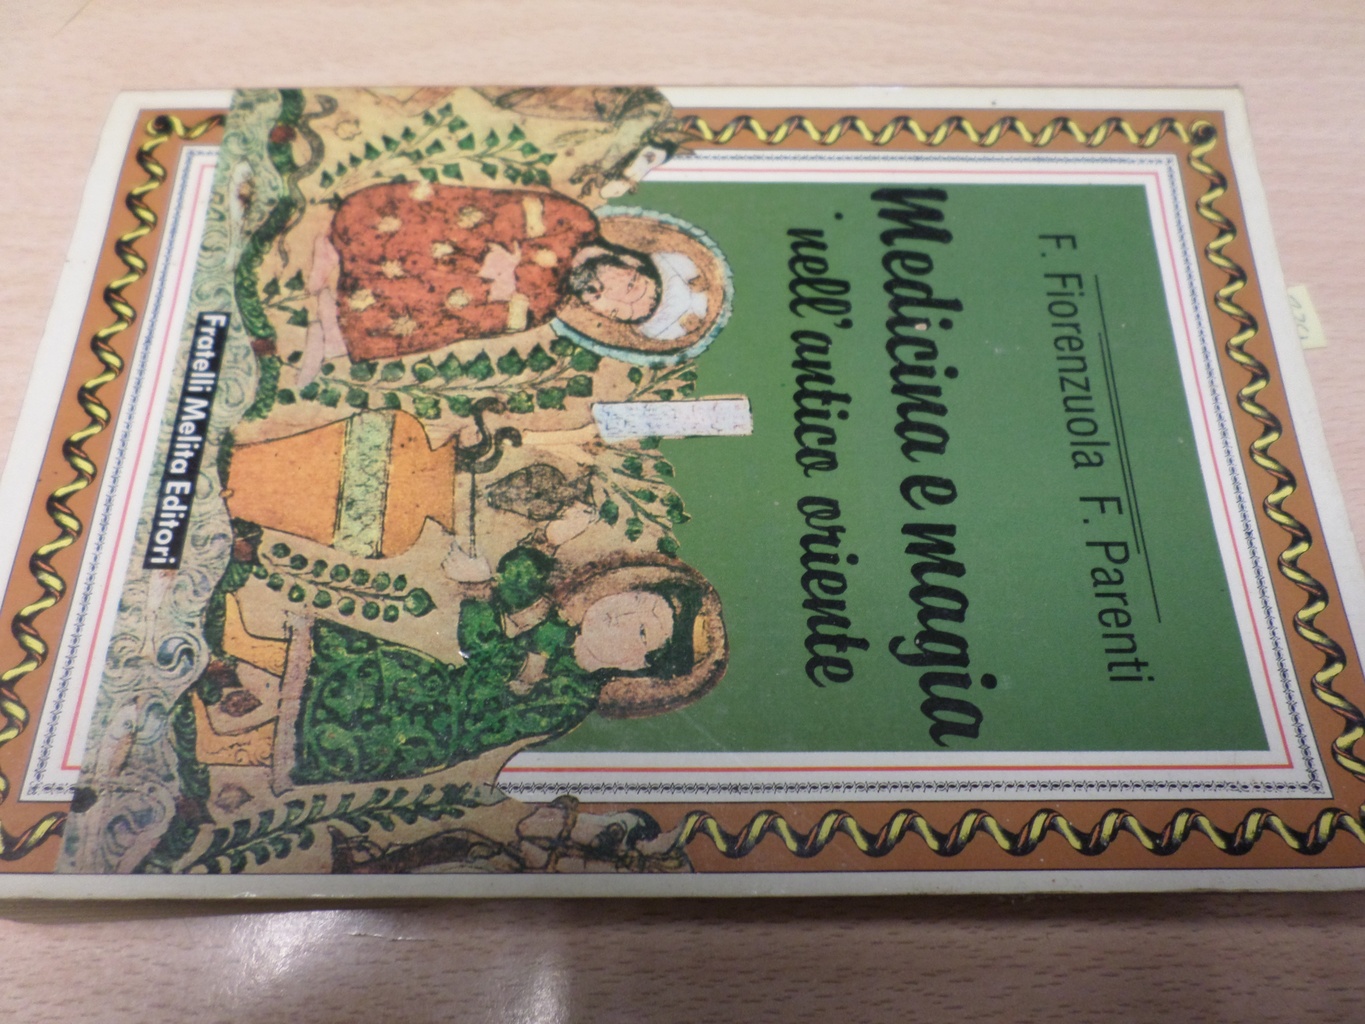 F. Fiorenzuola F. Parenti
Medicina e magia
nell'antico oriente
Fratelli Melita Editori